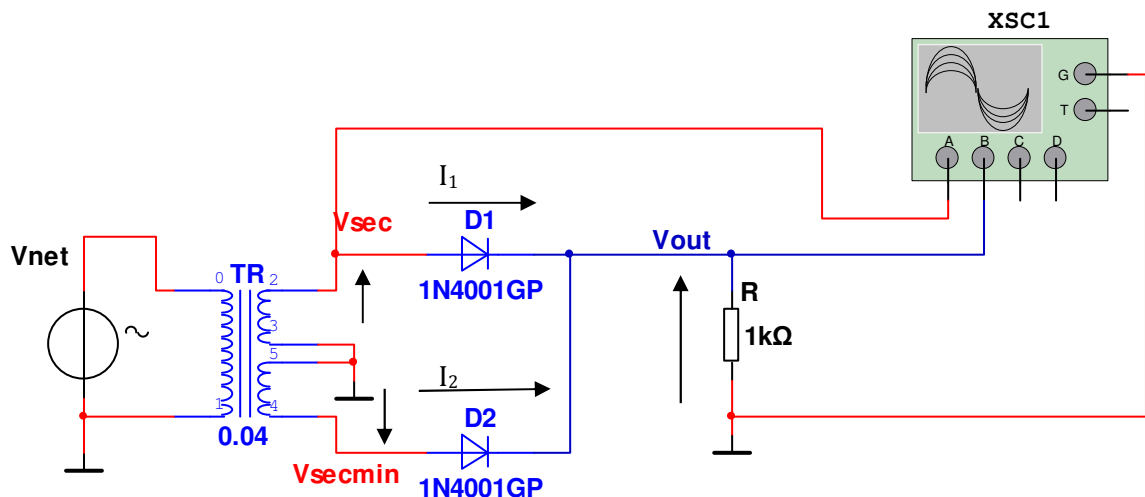 XSC1
G
T
A B C D
I₁
Vsec
D1
Vout
Vnet
0 TR 2
1N4001GP
R
3
1kΩ
5
I₂
1 4
D2
0.04
Vsecmin
1N4001GP